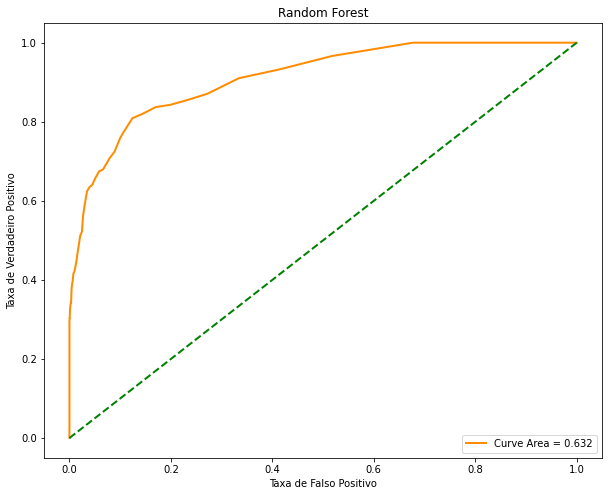 Random Forest
Taxa de Verdadeiro Positivo
1.0
0.8
0.6
0.4
0.2
0.0
0.0 0.2 0.4 0.6 0.8 1.0
Curve Area = 0.632
Taxa de Falso Positivo